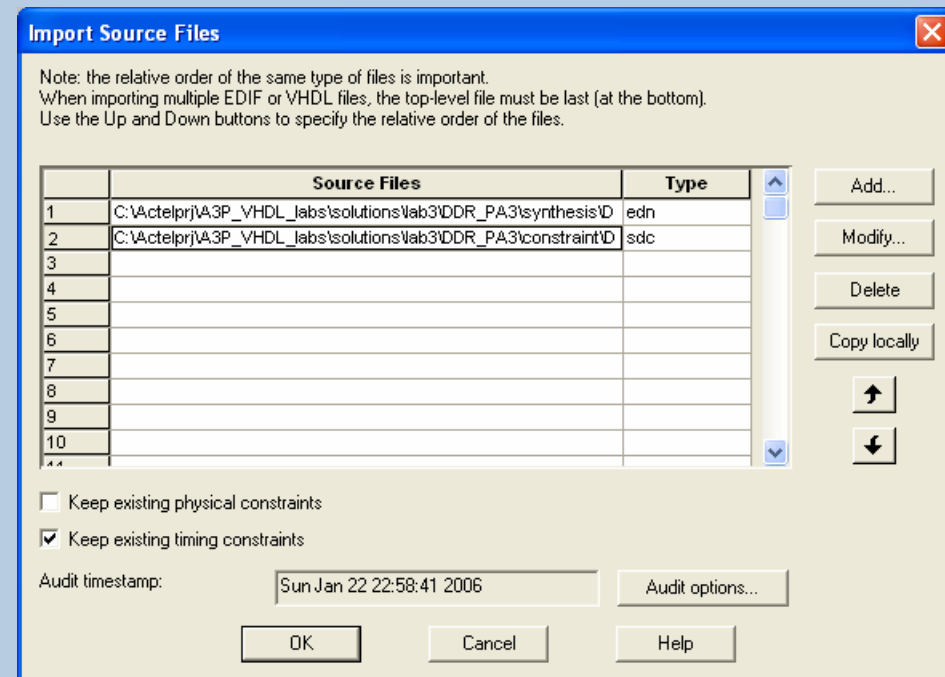 Import Source Files
Note: the relative order of the same type of files is important.
When importing multiple EDIF or VHDL files, the top-level file must be last (at the bottom).
Use the Up and Down buttons to specify the relative order of the files.
Source Files Type
1 C:\Actelprj\A3P_VHDL_labs\solutions\lab3\DDR_PA3\synthesis\D edn
2 C:\Actelprj\A3P_VHDL_labs\solutions\lab3\DDR_PA3\constraint\D sdc
3
4
5
6
7
8
9
10
11
Add...
Modify...
Delete
Copy locally
Keep existing physical constraints
Keep existing timing constraints
Audit timestamp: Sun Jan 22 22:58:41 2006 Audit options...
OK Cancel Help